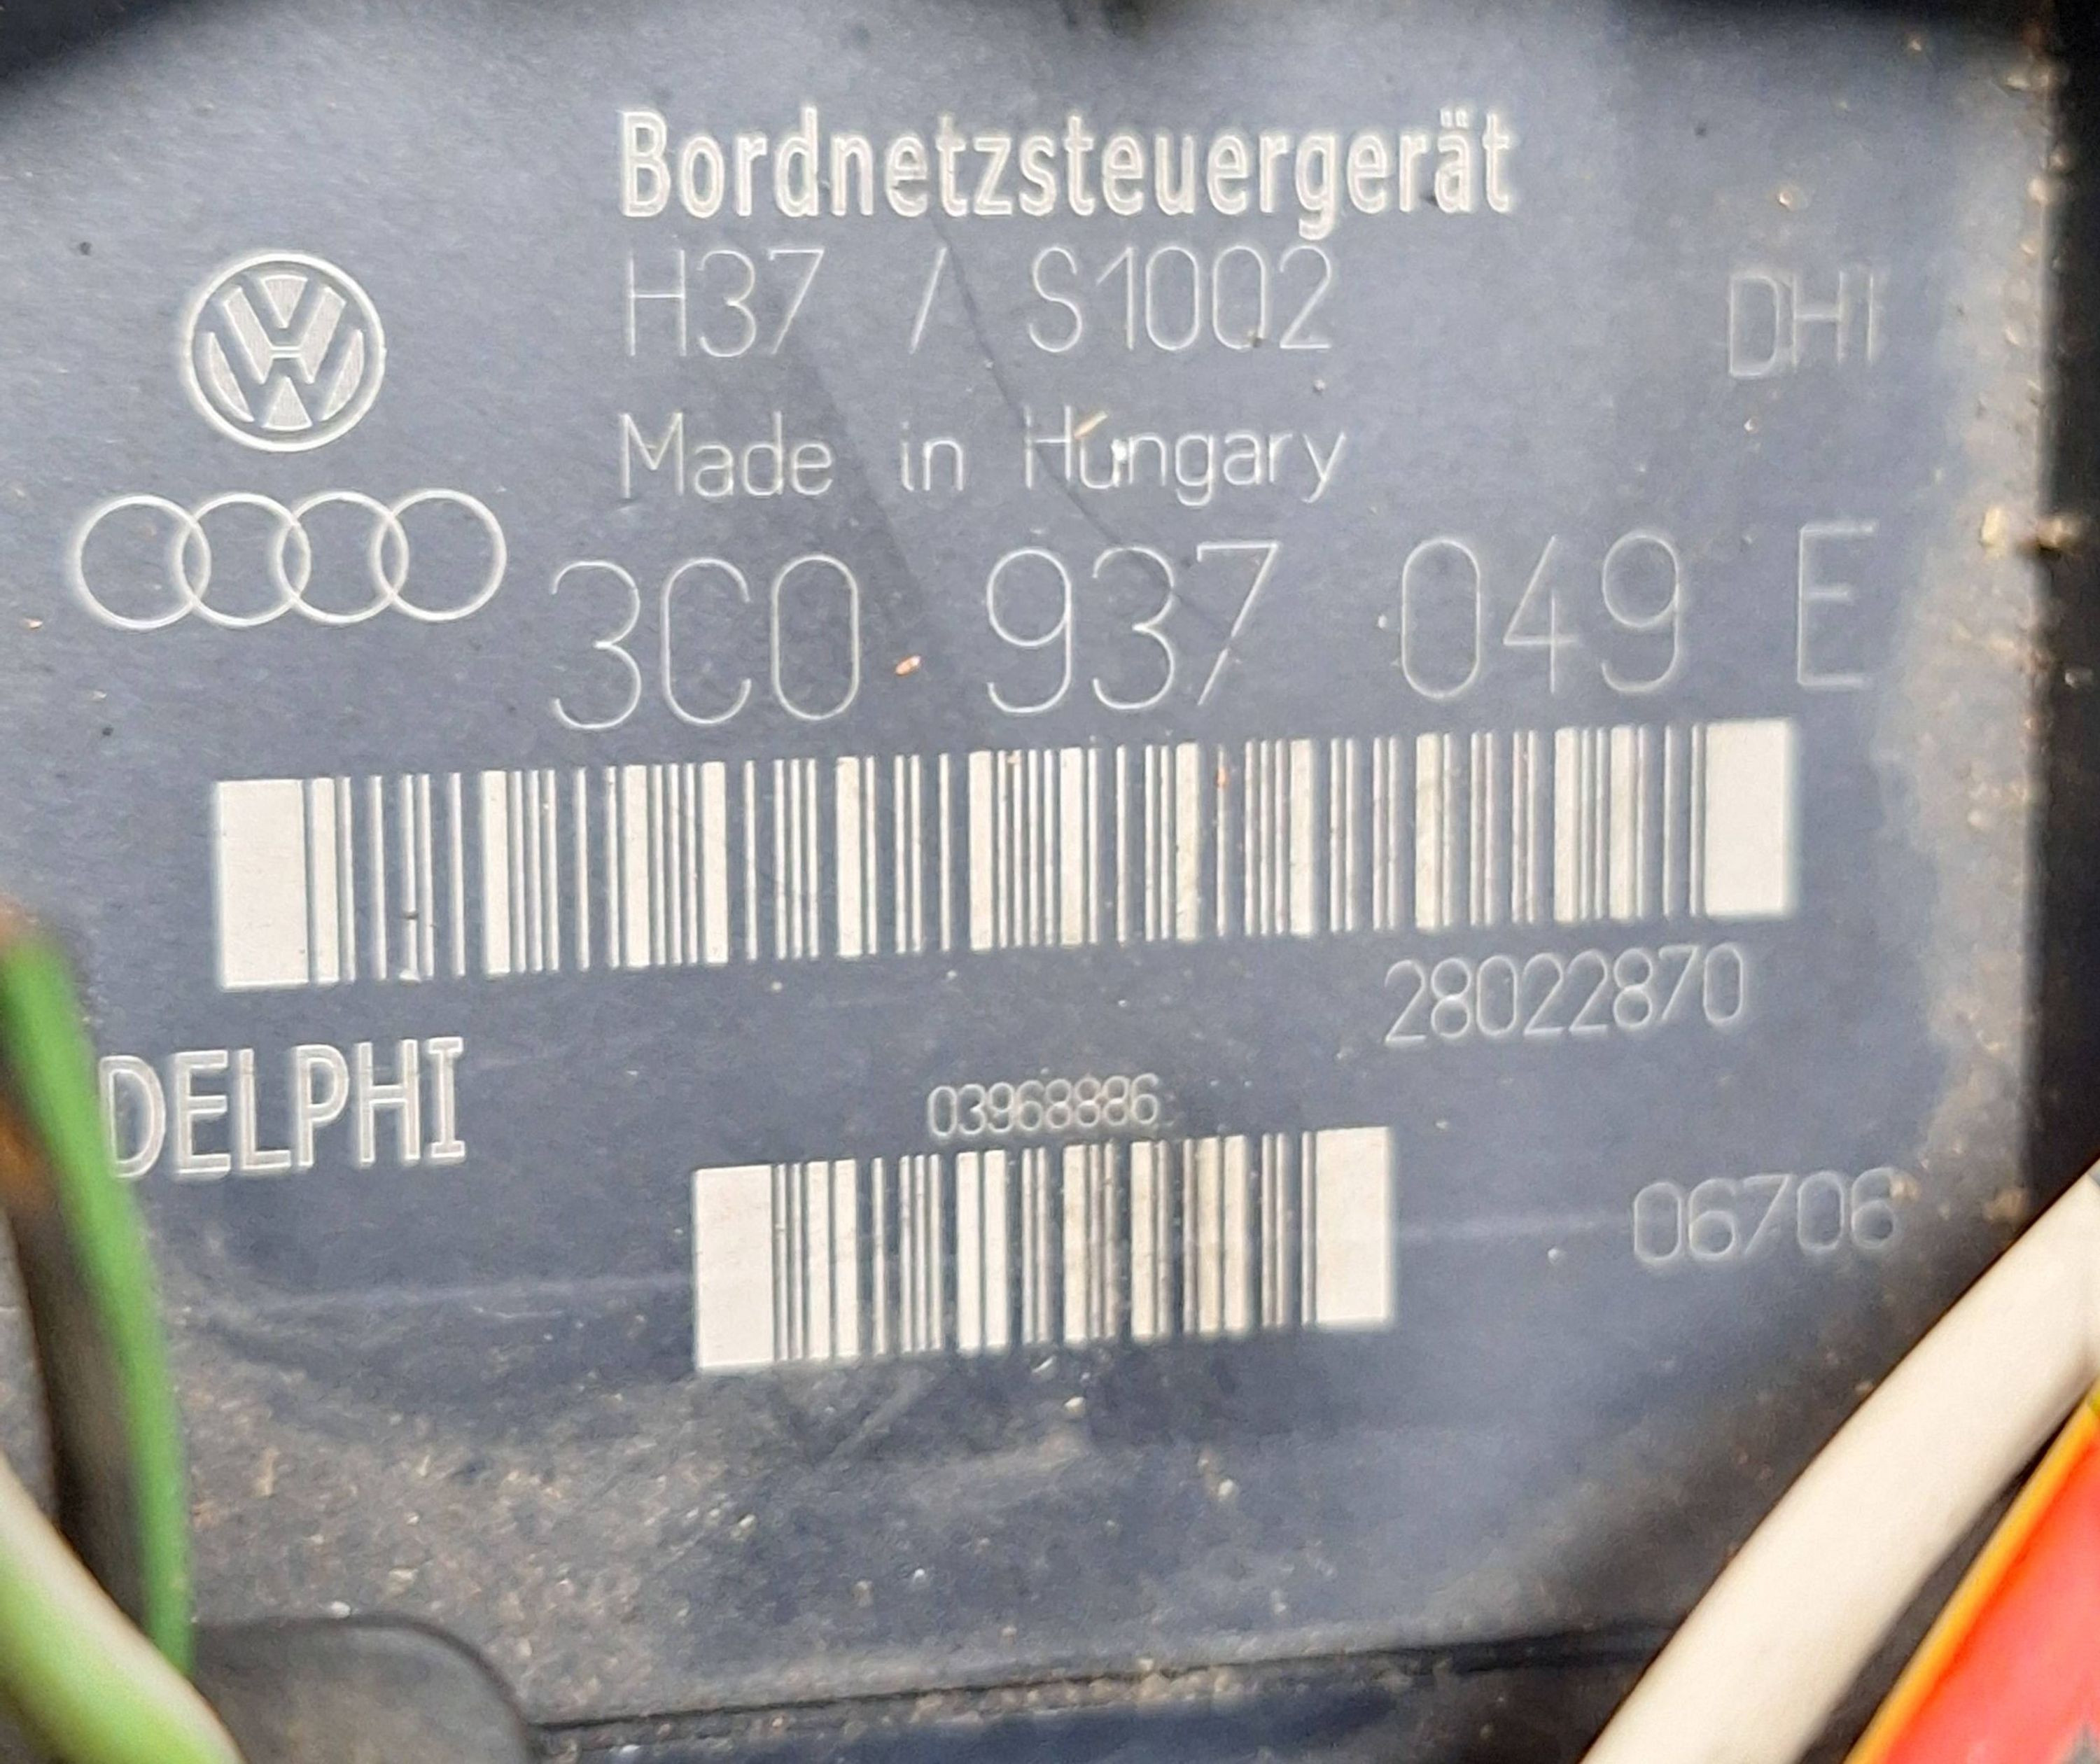 Bordnetzsteuergerät
H37 / S1002 DHI
Made in Hungary
3C0 937 049 E
28022870
DELPHI
03968886
06706